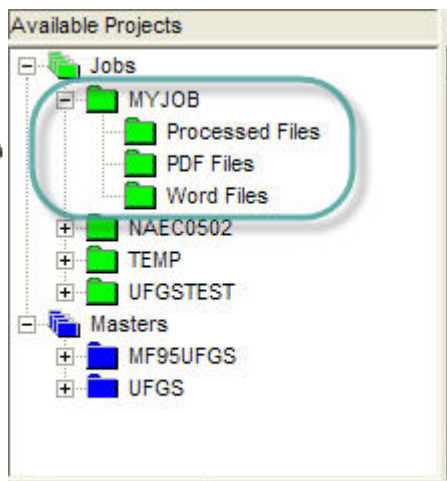 Available Projects
Jobs
MYJOB
Processed Files
PDF Files
Word Files
NAEC0502
TEMP
UFGSTEST
Masters
MF95UFGS
UFGS